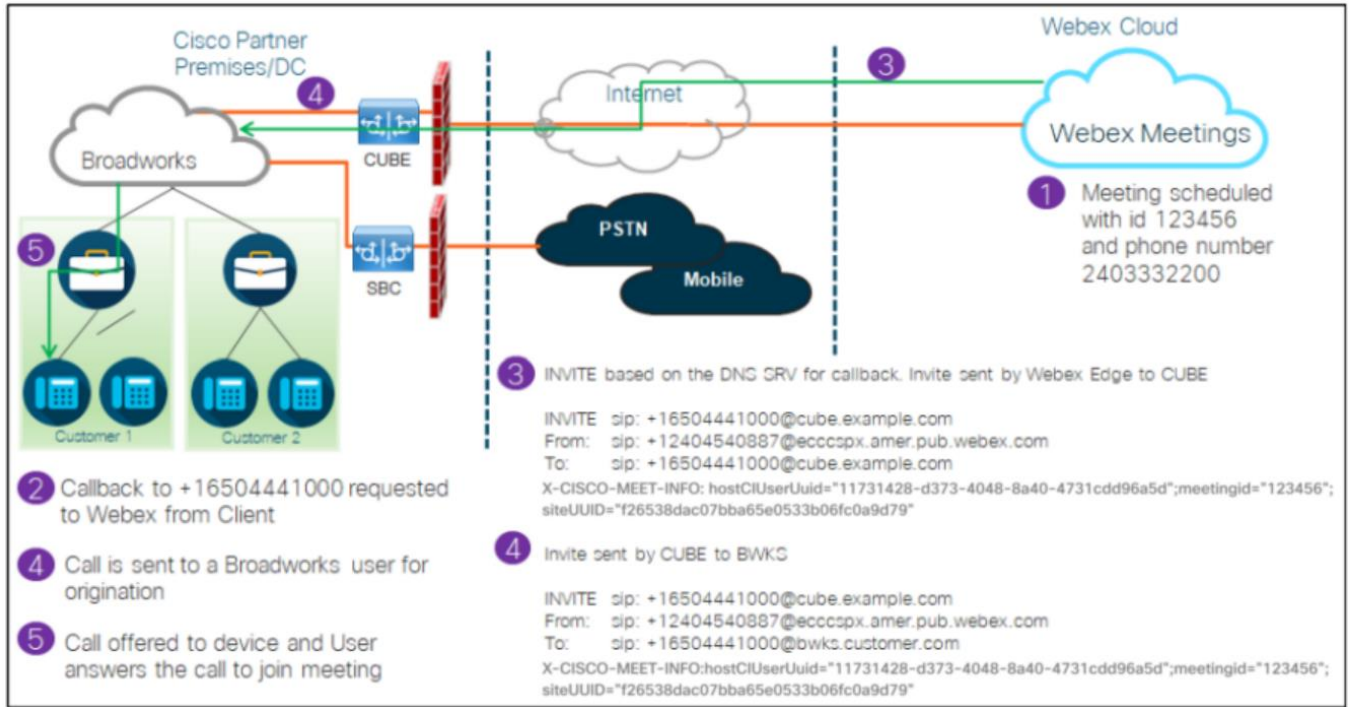 Cisco Partner
Premises/DC
Webex Cloud
4
3
Internet
CUBE
Broadworks
Webex Meetings
1 Meeting scheduled
with id 123456
and phone number
2403332200
5
SBC
PSTN
Mobile
Customer 1
Customer 2
3 INVITE based on the DNS SRV for callback. Invite sent by Webex Edge to CUBE
INVITE sip: +16504441000@cube.example.com
From: sip: +12404540887@ecccspx.amer.pub.webex.com
To: sip: +16504441000@cube.example.com
X-CISCO-MEET-INFO: hostCIUserUuid="11731428-d373-4048-8a40-4731cdd96a5d";meetingid="123456";
siteUUID="f26538dac07bba65e0533b06fc0a9d79"
2 Callback to +16504441000 requested
to Webex from Client
4 Call is sent to a Broadworks user for
origination
5 Call offered to device and User
answers the call to join meeting
4 Invite sent by CUBE to BWKS
INVITE sip: +16504441000@cube.example.com
From: sip: +12404540887@ecccspx.amer.pub.webex.com
To: sip: +16504441000@bwks.customer.com
X-CISCO-MEET-INFO:hostCIUserUuid="11731428-d373-4048-8a40-4731cdd96a5d";meetingid="123456";
siteUUID="f26538dac07bba65e0533b06fc0a9d79"